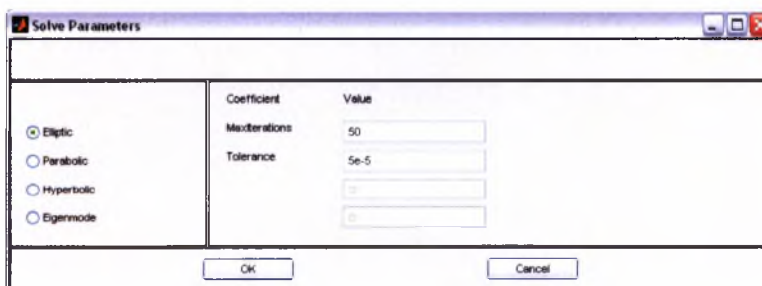 Solve Parameters
Coefficient Value
Elliptic
MaxIterations 50
Parabolic
Tolerance 5e-5
Hyperbolic
Eigenmode
OK Cancel